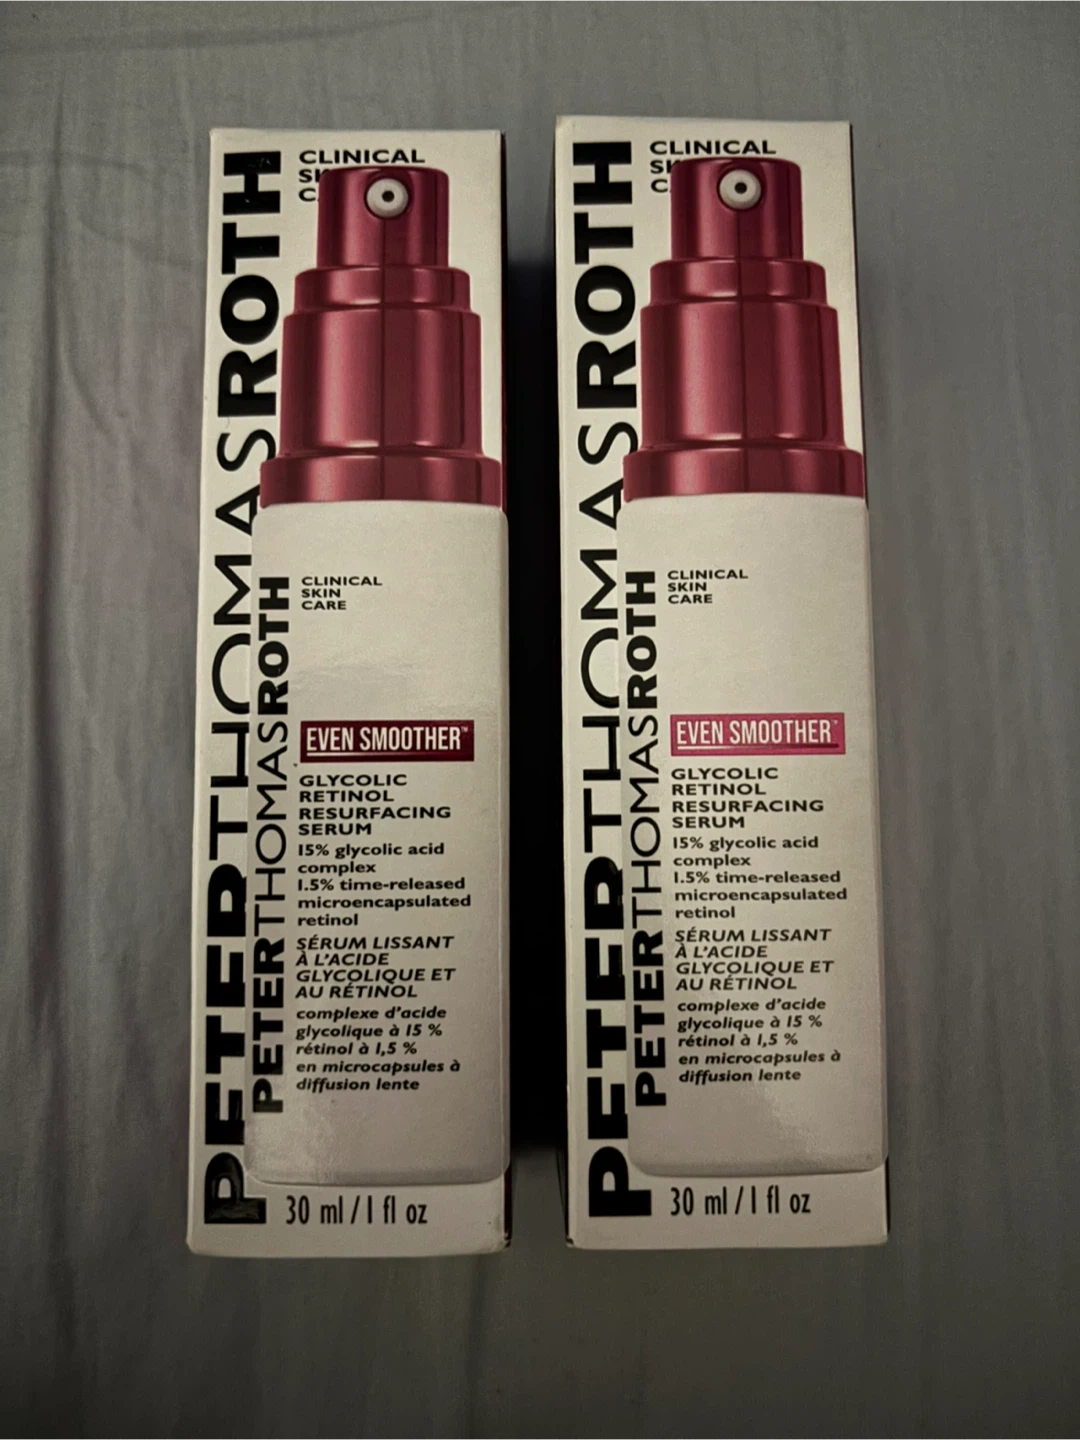 PETERTHOMASROTH
CLINICAL
PETERTHOMASROTH
CLINICAL
SKIN
CARE
EVEN SMOOTHER™
GLYCOLIC
RETINOL
RESURFACING
SERUM
15% glycolic acid
complex
1.5% time-released
microencapsulated
retinol
SÉRUM LISSANT
À L'ACIDE
GLYCOLIQUE ET
AU RÉTINOL
complexe d'acide
glycolique à 15 %
rétinol à 1,5 %
en microcapsules à
diffusion lente
30 ml / 1 fl oz
PETERTHOMASROTH
CLINICAL
PETERTHOMASROTH
CLINICAL
SKIN
CARE
EVEN SMOOTHER™
GLYCOLIC
RETINOL
RESURFACING
SERUM
15% glycolic acid
complex
1.5% time-released
microencapsulated
retinol
SÉRUM LISSANT
À L'ACIDE
GLYCOLIQUE ET
AU RÉTINOL
complexe d'acide
glycolique à 15 %
rétinol à 1,5 %
en microcapsules à
diffusion lente
30 ml / 1 fl oz